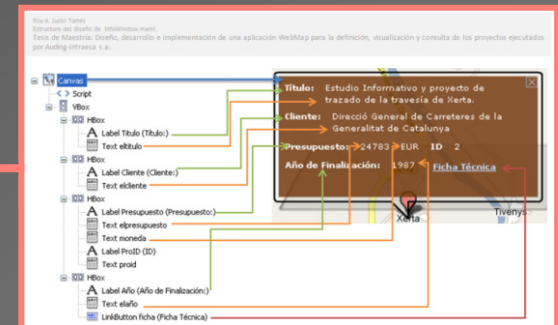 Roy A. Justo Torres
Estructura del diseño de InfoWindow.mxml
Tesis de Maestría: Diseño, desarrollo e implementación de una aplicación WebMap para la definición, visualización y consulta de los proyectos ejecutados
por Auding-Intraesa s.a.
Canvas
Script
VBox
HBox
Label Titulo (Título:)
Text eltitulo
HBox
Label Cliente (Cliente:)
Text elcliente
HBox
Label Presupuesto (Presupuesto:)
Text elpresupuesto
Text moneda
Label ProID (ID)
Text proid
HBox
Label Año (Año de Finalización:)
Text elaño
LinkButton ficha (Ficha Técnica)
Título: Estudio Informativo y proyecto de
trazado de la travesía de Xerta.
Cliente: Direcció General de Carreteres de la
Generalitat de Catalunya
Presupuesto: 24783 EUR ID 2
Año de Finalización: 1987 Ficha Técnica
Xerta
Tivenys